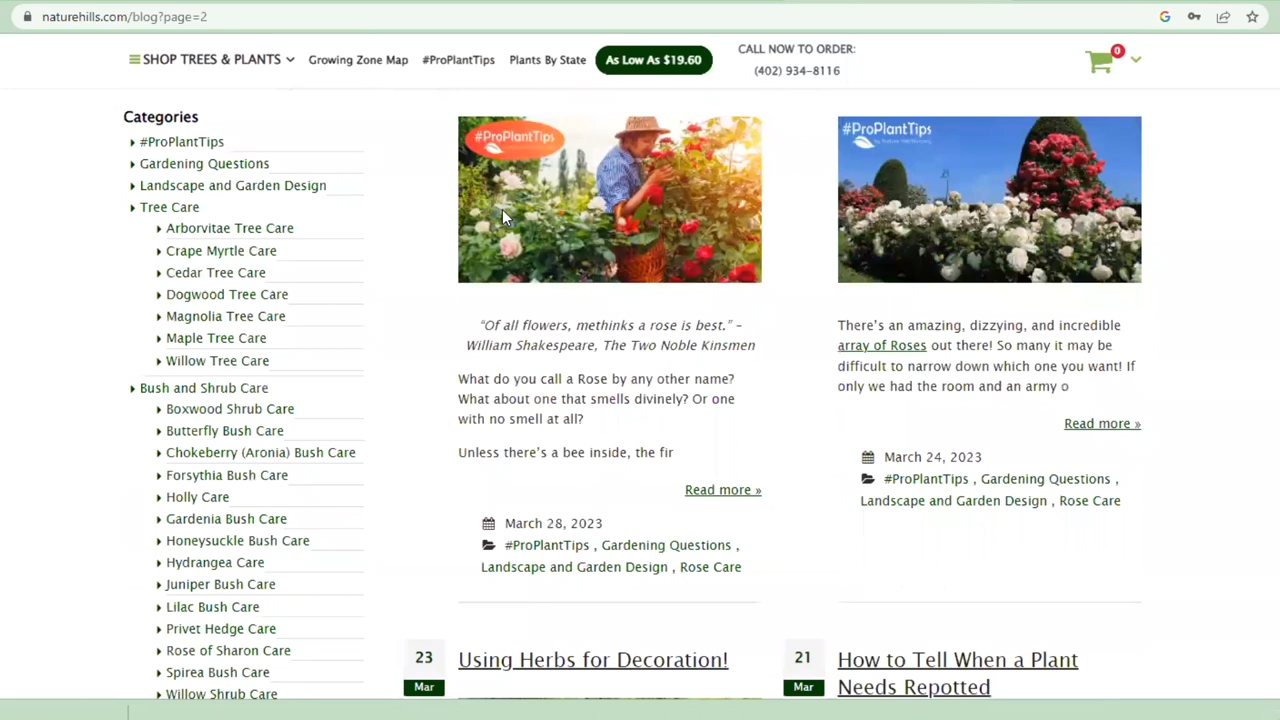 naturehills.com/blog?page=2
SHOP TREES & PLANTS
Growing Zone Map
#ProPlantTips
Plants By State
As Low As $19.60
CALL NOW TO ORDER:
(402) 934-8116
0
Categories
#ProPlantTips
Gardening Questions
Landscape and Garden Design
Tree Care
Arborvitae Tree Care
Crape Myrtle Care
Cedar Tree Care
Dogwood Tree Care
Magnolia Tree Care
Maple Tree Care
Willow Tree Care
Bush and Shrub Care
Boxwood Shrub Care
Butterfly Bush Care
Chokeberry (Aronia) Bush Care
Forsythia Bush Care
Holly Care
Gardenia Bush Care
Honeysuckle Bush Care
Hydrangea Care
Juniper Bush Care
Lilac Bush Care
Privet Hedge Care
Rose of Sharon Care
Spirea Bush Care
Willow Shrub Care
#ProPlantTips
“Of all flowers, methinks a rose is best.” –
William Shakespeare, The Two Noble Kinsmen
What do you call a Rose by any other name?
What about one that smells divinely? Or one
with no smell at all?
Unless there’s a bee inside, the fir
Read more »
March 28, 2023
#ProPlantTips , Gardening Questions ,
Landscape and Garden Design , Rose Care
#ProPlantTips
There’s an amazing, dizzying, and incredible
array of Roses out there! So many it may be
difficult to narrow down which one you want! If
only we had the room and an army o
Read more »
March 24, 2023
#ProPlantTips , Gardening Questions ,
Landscape and Garden Design , Rose Care
23
Mar
Using Herbs for Decoration!
21
Mar
How to Tell When a Plant
Needs Repotted